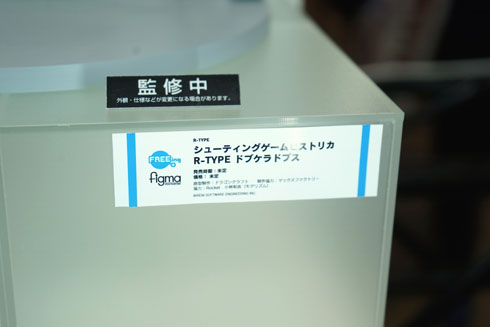 監修中
外観・仕様などが変更になる場合があります。
R-TYPE
シューティングゲームヒストリカ
R-TYPE ドブケラドプス
発売時期：未定
価格：未定
FREEing
figma
©IREM SOFTWARE ENGINEERING INC.